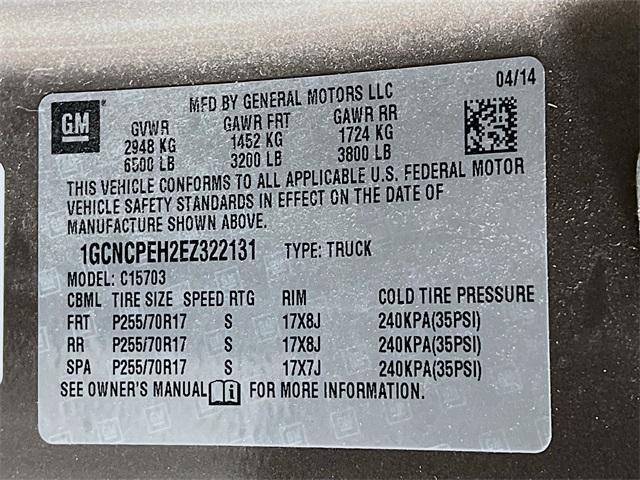 MFD BY GENERAL MOTORS LLC 04/14
GM
GVWR GAWR FRT GAWR RR
2948 KG 1452 KG 1724 KG
6500 LB 3200 LB 3800 LB
THIS VEHICLE CONFORMS TO ALL APPLICABLE U.S. FEDERAL MOTOR
VEHICLE SAFETY STANDARDS IN EFFECT ON THE DATE OF
MANUFACTURE SHOWN ABOVE.
1GCNCPEH2EZ322131 TYPE: TRUCK
MODEL: C15703
CBML TIRE SIZE SPEED RTG RIM COLD TIRE PRESSURE
FRT P255/70R17 S 17X8J 240KPA(35PSI)
RR P255/70R17 S 17X8J 240KPA(35PSI)
SPA P255/70R17 S 17X7J 240KPA(35PSI)
SEE OWNER'S MANUAL FOR MORE INFORMATION.